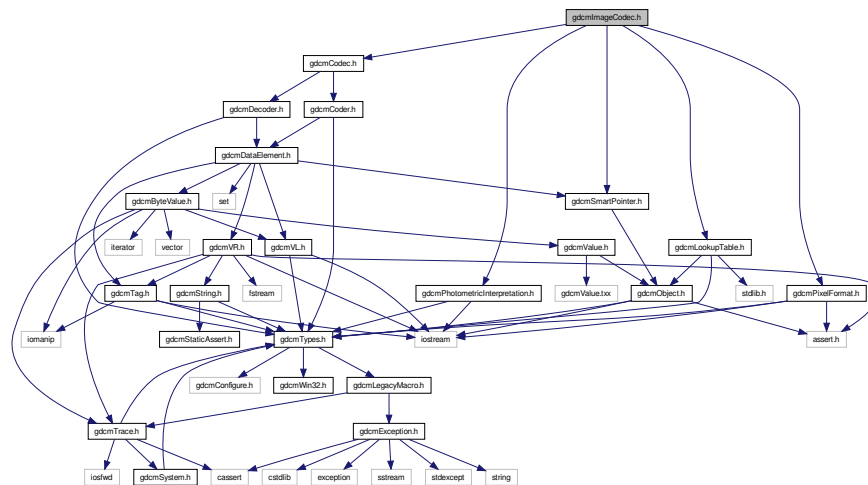 gdcmImageCodec.h
gdcmCodec.h
gdcmDecoder.h
gdcmCoder.h
gdcmDataElement.h
gdcmByteValue.h
set
gdcmSmartPointer.h
iterator
vector
gdcmVR.h
gdcmVL.h
gdcmValue.h
gdcmLookupTable.h
gdcmTag.h
gdcmString.h
fstream
gdcmPhotometricInterpretation.h
gdcmValue.txx
gdcmObject.h
stdlib.h
gdcmPixelFormat.h
iomanip
gdcmStaticAssert.h
gdcmTypes.h
iostream
assert.h
gdcmConfigure.h
gdcmWin32.h
gdcmLegacyMacro.h
gdcmTrace.h
gdcmException.h
iosfwd
gdcmSystem.h
cassert
cstdlib
exception
sstream
stdexcept
string